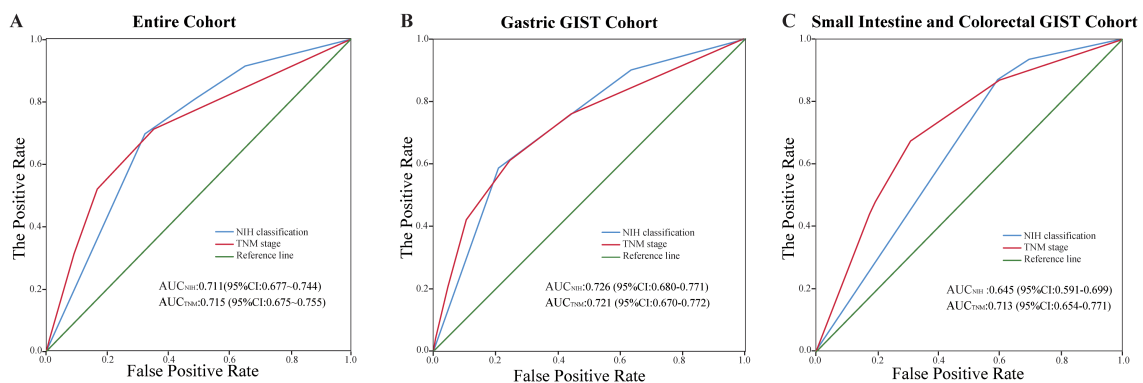 A
Entire Cohort
The Positive Rate
1.0
0.8
0.6
0.4
0.2
0.0
NIH classification
TNM stage
Reference line
AUCNIH:0.711(95%CI:0.677~0.744)
AUCTNM:0.715 (95%CI:0.675~0.755)
0.0 0.2 0.4 0.6 0.8 1.0
False Positive Rate
B
Gastric GIST Cohort
The Positive Rate
1.0
0.8
0.6
0.4
0.2
0.0
NIH classification
TNM stage
Reference line
AUCNIH:0.726 (95%CI:0.680-0.771)
AUCTNM:0.721 (95%CI:0.670-0.772)
0.0 0.2 0.4 0.6 0.8 1.0
False Positive Rate
C
Small Intestine and Colorectal GIST Cohort
The Positive Rate
1.0
0.8
0.6
0.4
0.2
0.0
NIH classification
TNM stage
Reference line
AUCNIH :0.645 (95%CI:0.591-0.699)
AUCTNM:0.713 (95%CI:0.654-0.771)
0.0 0.2 0.4 0.6 0.8 1.0
False Positive Rate